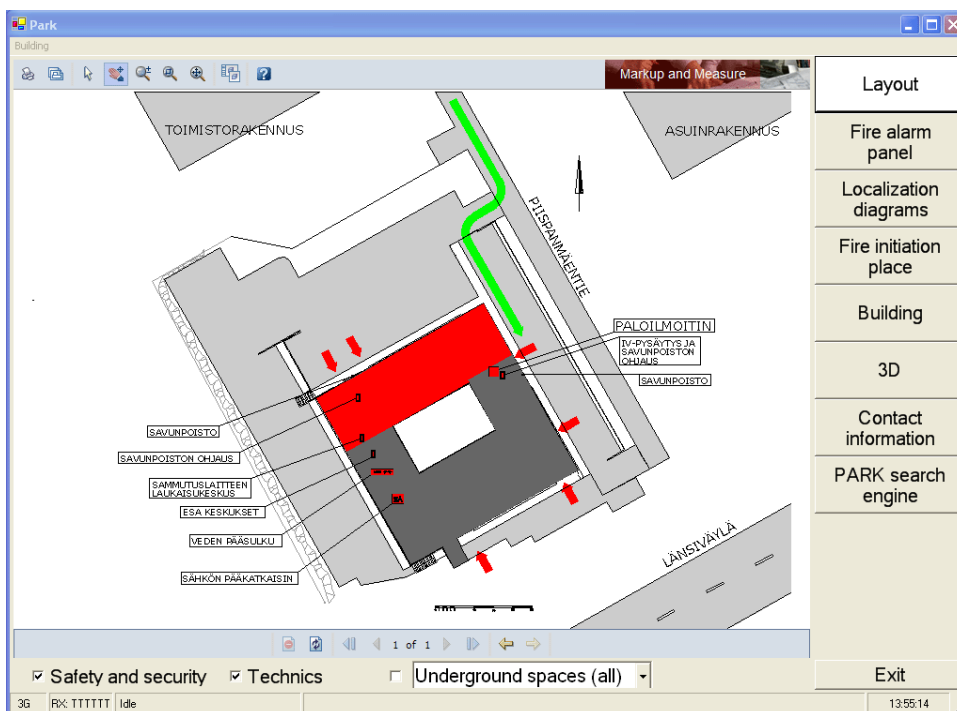 Park
Building
Markup and Measure
Layout
Fire alarm
panel
Localization
diagrams
Fire initiation
place
Building
3D
Contact
information
PARK search
engine
TOIMISTORAKENNUS
ASUINRAKENNUS
PIISPANMÄENTIE
PALOILMOITIN
IV-PYSÄYTYS JA
SAVUNPOISTON
OHJAUS
SAVUNPOISTO
SAVUNPOISTO
SAVUNPOISTON OHJAUS
SAMMUTUSLAITTEEN
LAUKAISUKESKUS
ESA KESKUKSET
VEDEN PÄÄSULKU
SÄHKÖN PÄÄKATKAISIN
LÄNSIVÄYLÄ
1 of 1
Safety and security
Technics
Underground spaces (all)
Exit
3G
RX: TTTTTT
Idle
13:55:14